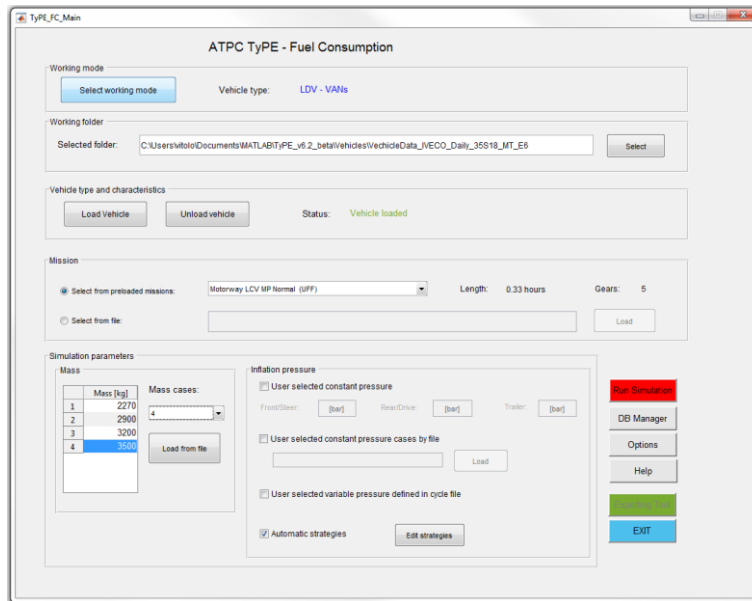 TyPE_FC_Main
ATPC TyPE - Fuel Consumption
Working mode
Select working mode
Vehicle type: LDV - VANs
Working folder
Selected folder: C:\Users\vitolo\Documents\MATLAB\TyPE_v6.2_beta\Vehicles\VechicleData_IVECO_Daily_35S18_MT_E6 Select
Vehicle type and characteristics
Load Vehicle Unload vehicle Status: Vehicle loaded
Mission
Select from preloaded missions: Motorway LCV MP Normal (UFF) Length: 0.33 hours Gears: 5
Select from file: Load
Simulation parameters
Mass
Mass [kg]
1 2270
2 2900
3 3200
4 3500
Mass cases:
4
Load from file
Inflation pressure
User selected constant pressure
Front/Steer: [bar] Rear/Drive: [bar] Trailer: [bar]
User selected constant pressure cases by file
Load
User selected variable pressure defined in cycle file
Automatic strategies Edit strategies
Run Simulation
DB Manager
Options
Help
EXIT